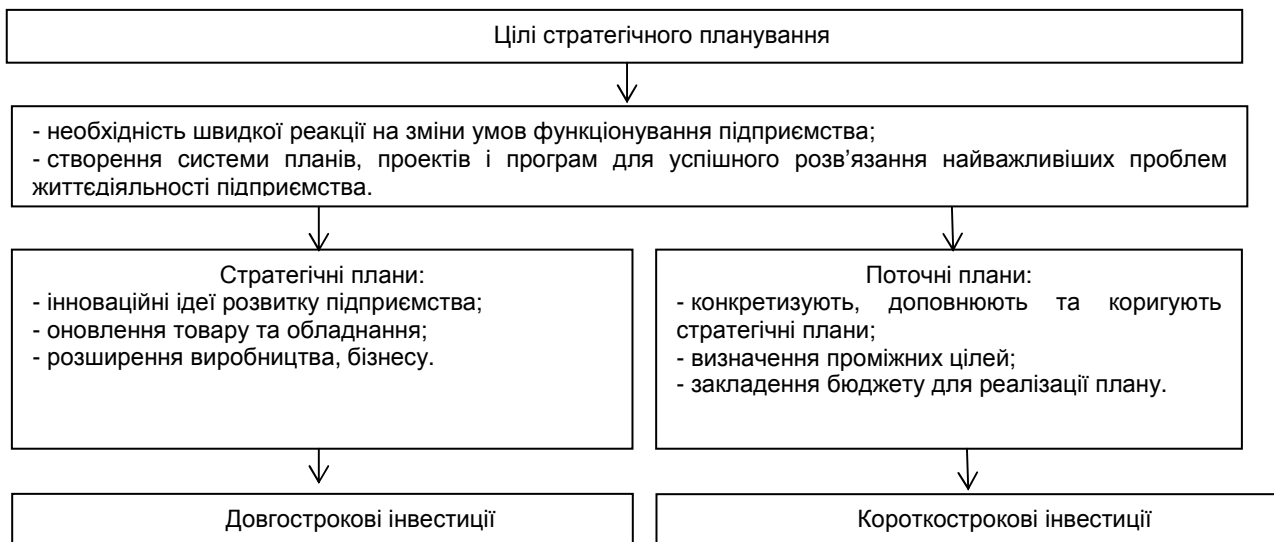 Цілі стратегічного планування
- необхідність швидкої реакції на зміни умов функціонування підприємства;
- створення системи планів, проектів і програм для успішного розв’язання найважливіших проблем
життєдіяльності підприємства.
Стратегічні плани:
- інноваційні ідеї розвитку підприємства;
- оновлення товару та обладнання;
- розширення виробництва, бізнесу.
Поточні плани:
- конкретизують, доповнюють та коригують
стратегічні плани;
- визначення проміжних цілей;
- закладення бюджету для реалізації плану.
Довгострокові інвестиції
Короткострокові інвестиції